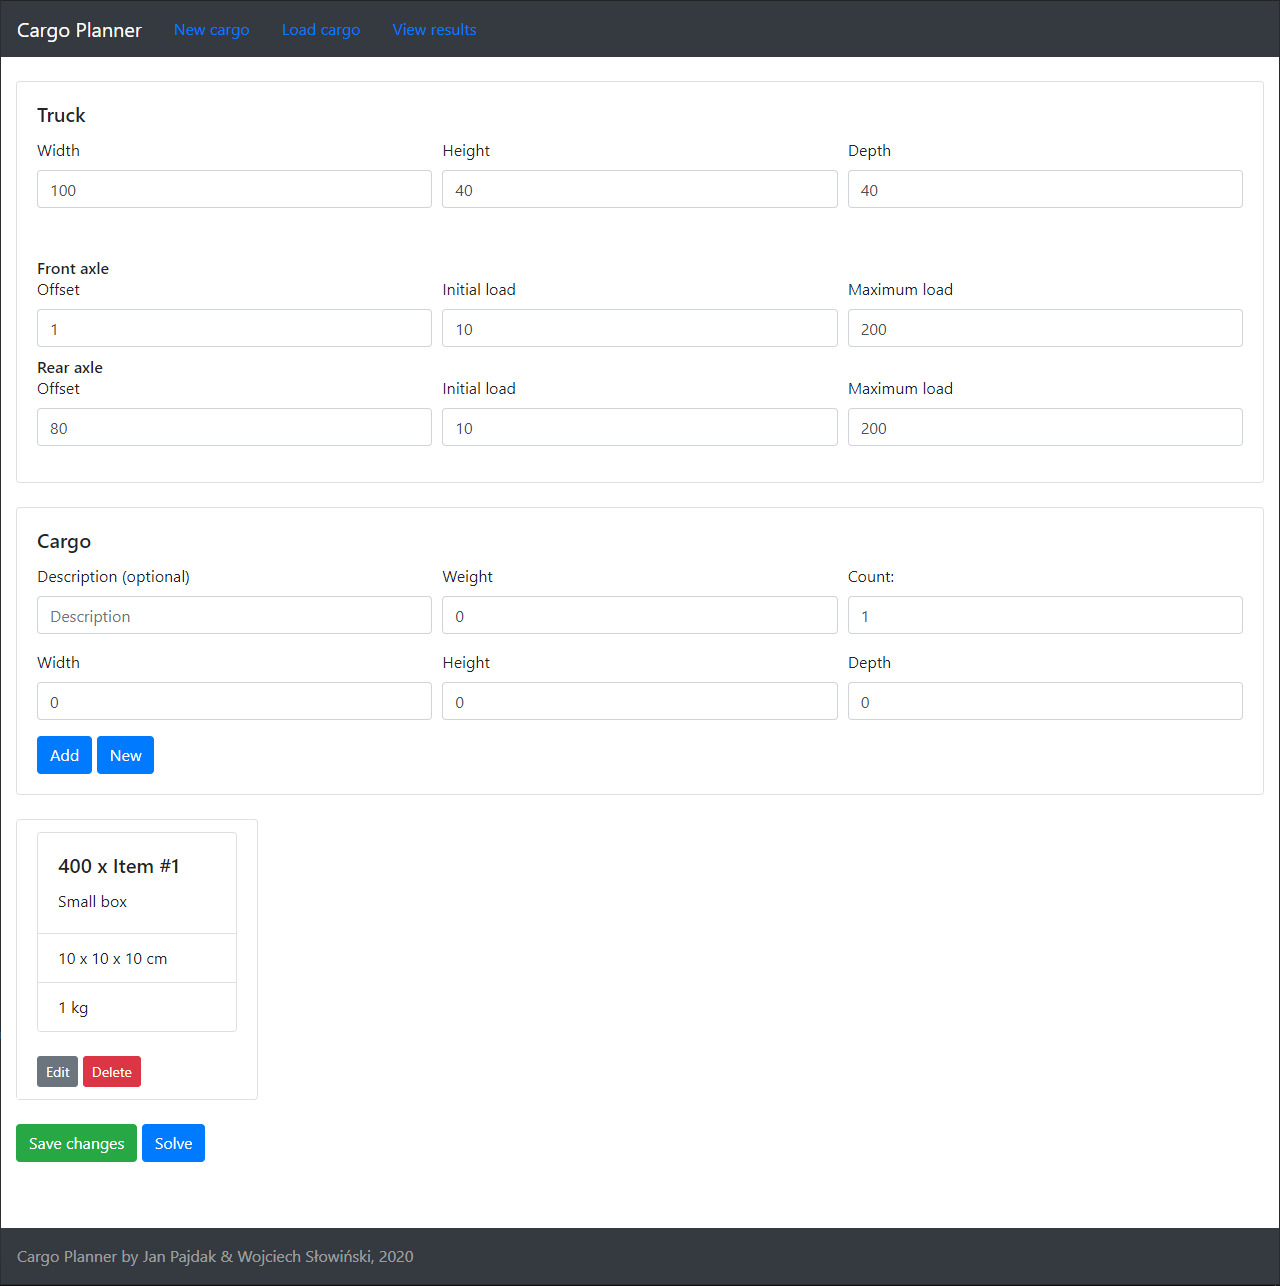 Cargo Planner New cargo Load cargo View results
Truck
Width Height Depth
100 40 40
Front axle
Offset Initial load Maximum load
1 10 200
Rear axle
Offset Initial load Maximum load
80 10 200
Cargo
Description (optional) Weight Count:
Description 0 1
Width Height Depth
0 0 0
Add New
400 x Item #1
Small box
10 x 10 x 10 cm
1 kg
Edit Delete
Save changes Solve
Cargo Planner by Jan Pajdak & Wojciech Słowiński, 2020